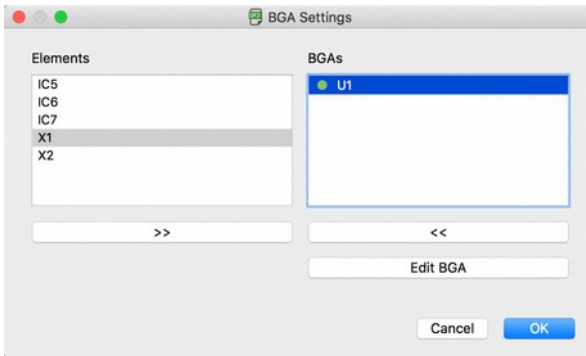 BGA Settings
Elements
BGAs
IC5
IC6
IC7
X1
X2
U1
>>
<<
Edit BGA
Cancel
OK